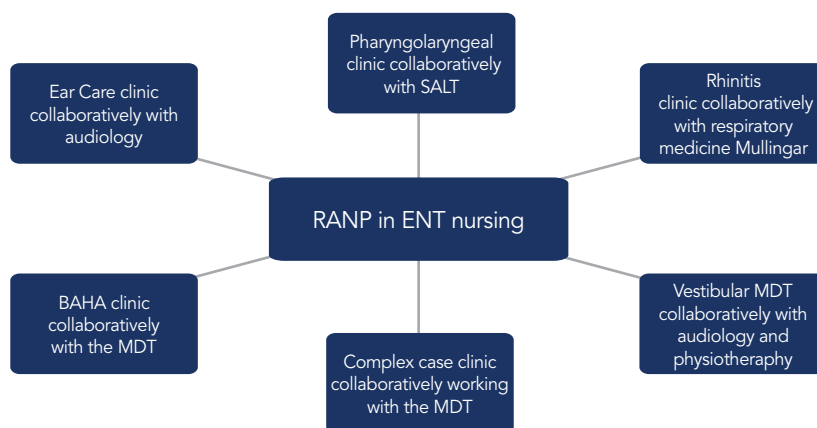 Pharyngolaryngeal
clinic collaboratively
with SALT
Ear Care clinic
collaboratively with
audiology
Rhinitis
clinic collaboratively
with respiratory
medicine Mullingar
RANP in ENT nursing
BAHA clinic
collaboratively
with the MDT
Complex case clinic
collaboratively working
with the MDT
Vestibular MDT
collaboratively with
audiology and
physiotheraphy